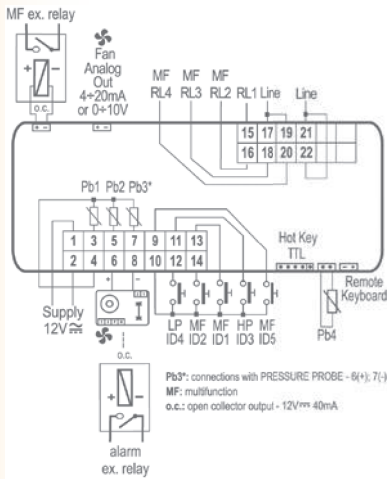 MF ex. relay
Fan
Analog
Out
4÷20mA
or 0÷10V
+ -
o.c.
MF MF MF
RL4 RL3 RL2 RL1 Line Line
15 17 19 21
16 18 20 22
Pb1 Pb2 Pb3*
1 3 5 7 9 11 13
2 4 6 8 10 12 14
Hot Key
TTL
Supply
12V
+ -
LP MF MF HP MF
ID4 ID2 ID1 ID3 ID5
Remote
Keyboard
Pb4
o.c.
+ -
alarm
ex. relay
Pb3*: connections with PRESSURE PROBE - 6(+); 7(-)
MF: multifunction
o.c.: open collector output - 12V 40mA